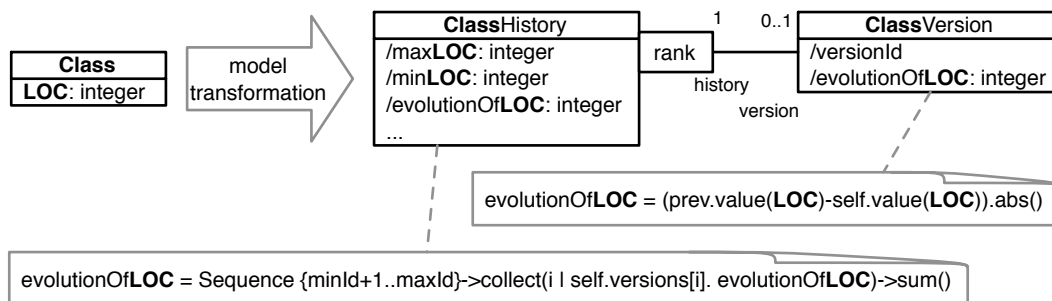 Class
LOC: integer
model
transformation
ClassHistory
/maxLOC: integer
/minLOC: integer
/evolutionOfLOC: integer
...
rank
1
0..1
history
version
ClassVersion
/versionId
/evolutionOfLOC: integer
evolutionOfLOC = (prev.value(LOC)-self.value(LOC)).abs()
evolutionOfLOC = Sequence {minId+1..maxId}->collect(i | self.versions[i]. evolutionOfLOC)->sum()